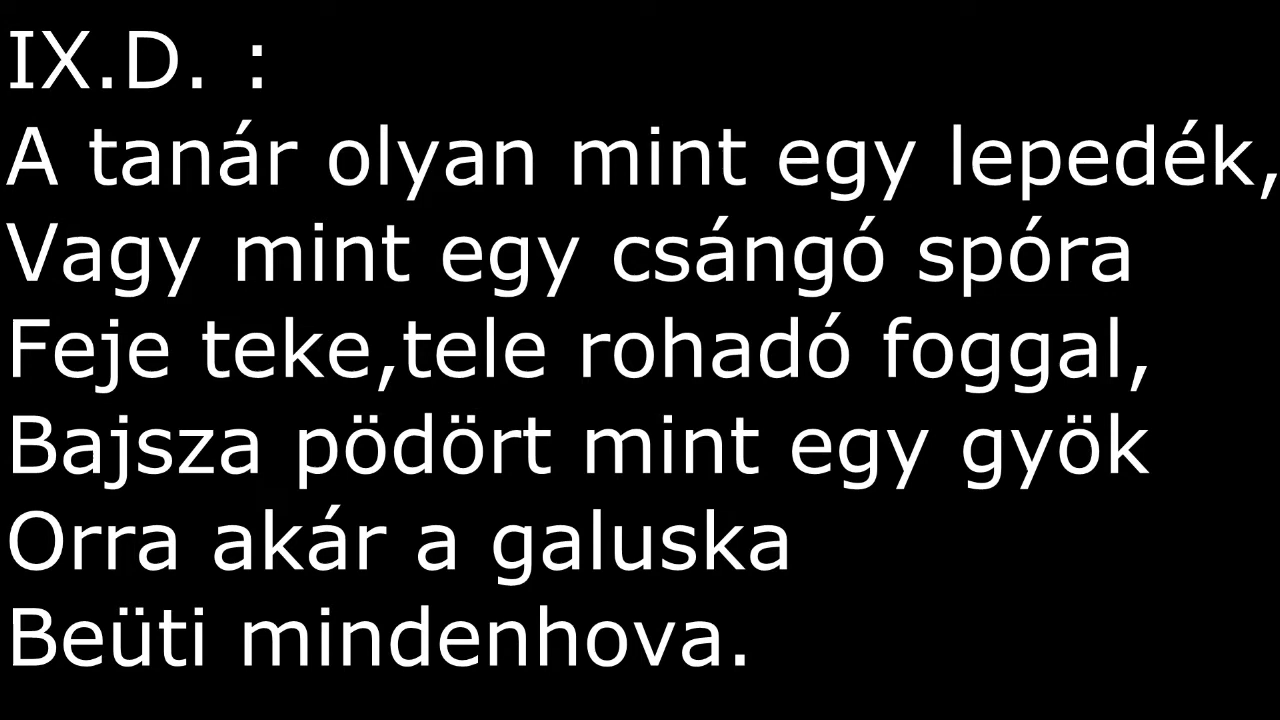 IX.D. :
A tanár olyan mint egy lepedék,
Vagy mint egy csángó spóra
Feje teke,tele rohadó foggal,
Bajsza pödört mint egy gyök
Orra akár a galuska
Beüti mindenhova.